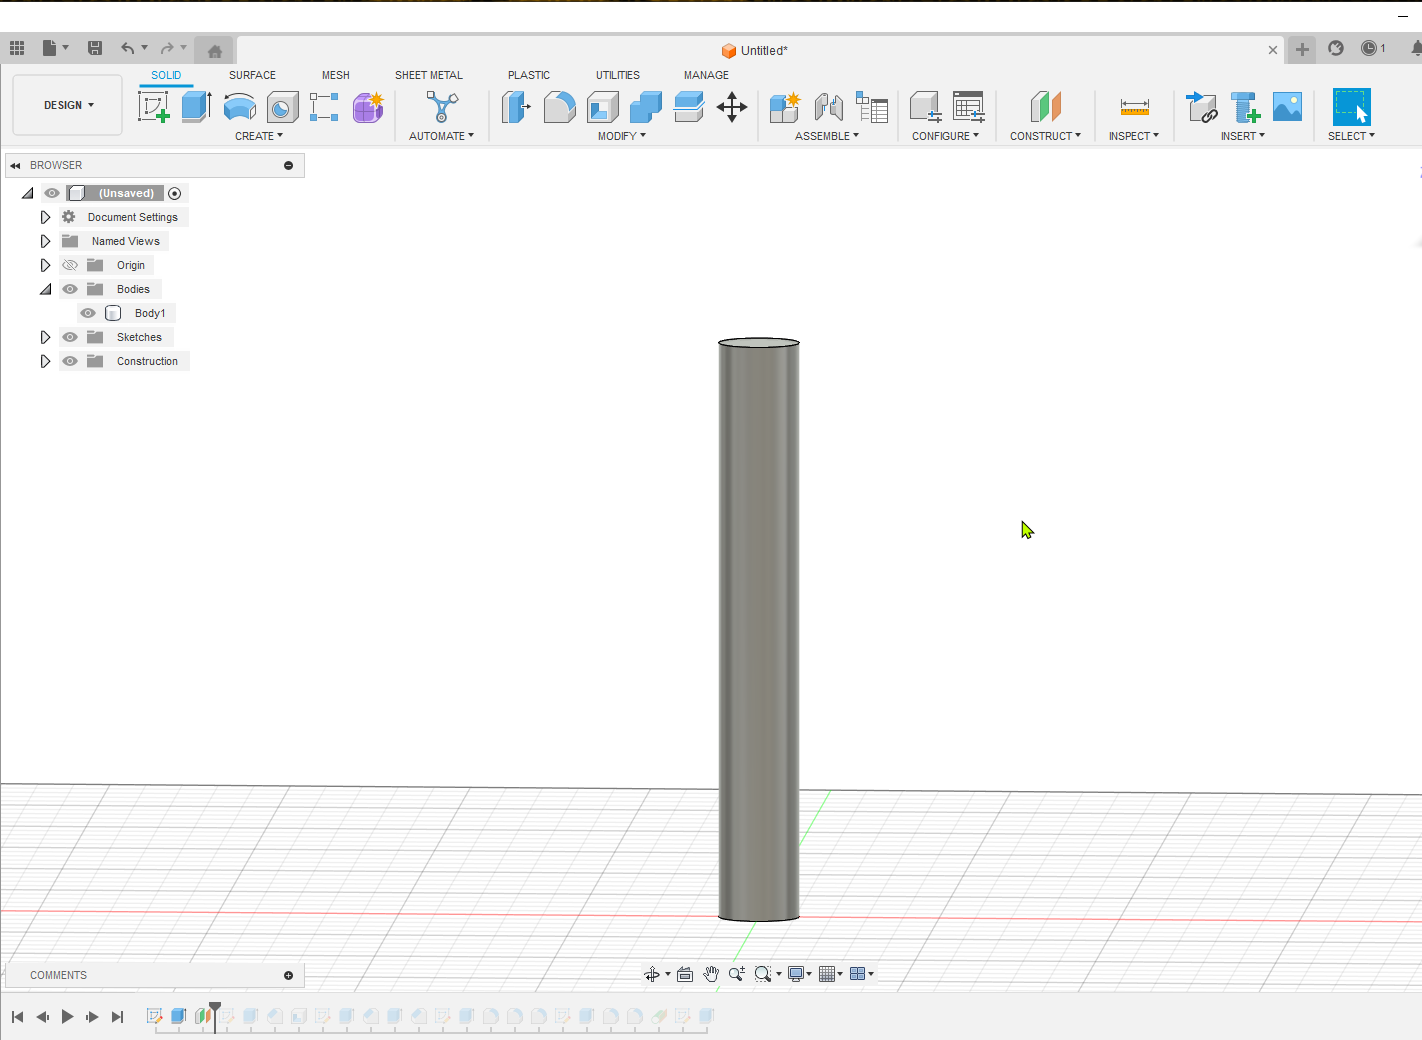 Untitled*
1
DESIGN
SOLID SURFACE MESH SHEET METAL PLASTIC UTILITIES MANAGE
CREATE AUTOMATE MODIFY ASSEMBLE CONFIGURE CONSTRUCT INSPECT INSERT SELECT
BROWSER
(Unsaved)
Document Settings
Named Views
Origin
Bodies
Body1
Sketches
Construction
COMMENTS